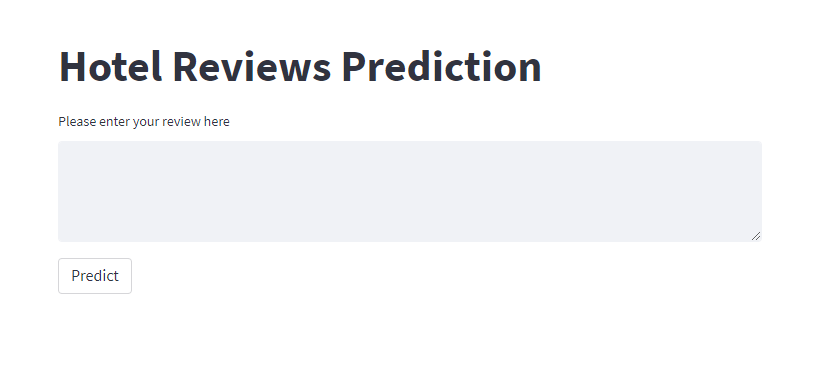 Hotel Reviews Prediction
Please enter your review here
Predict